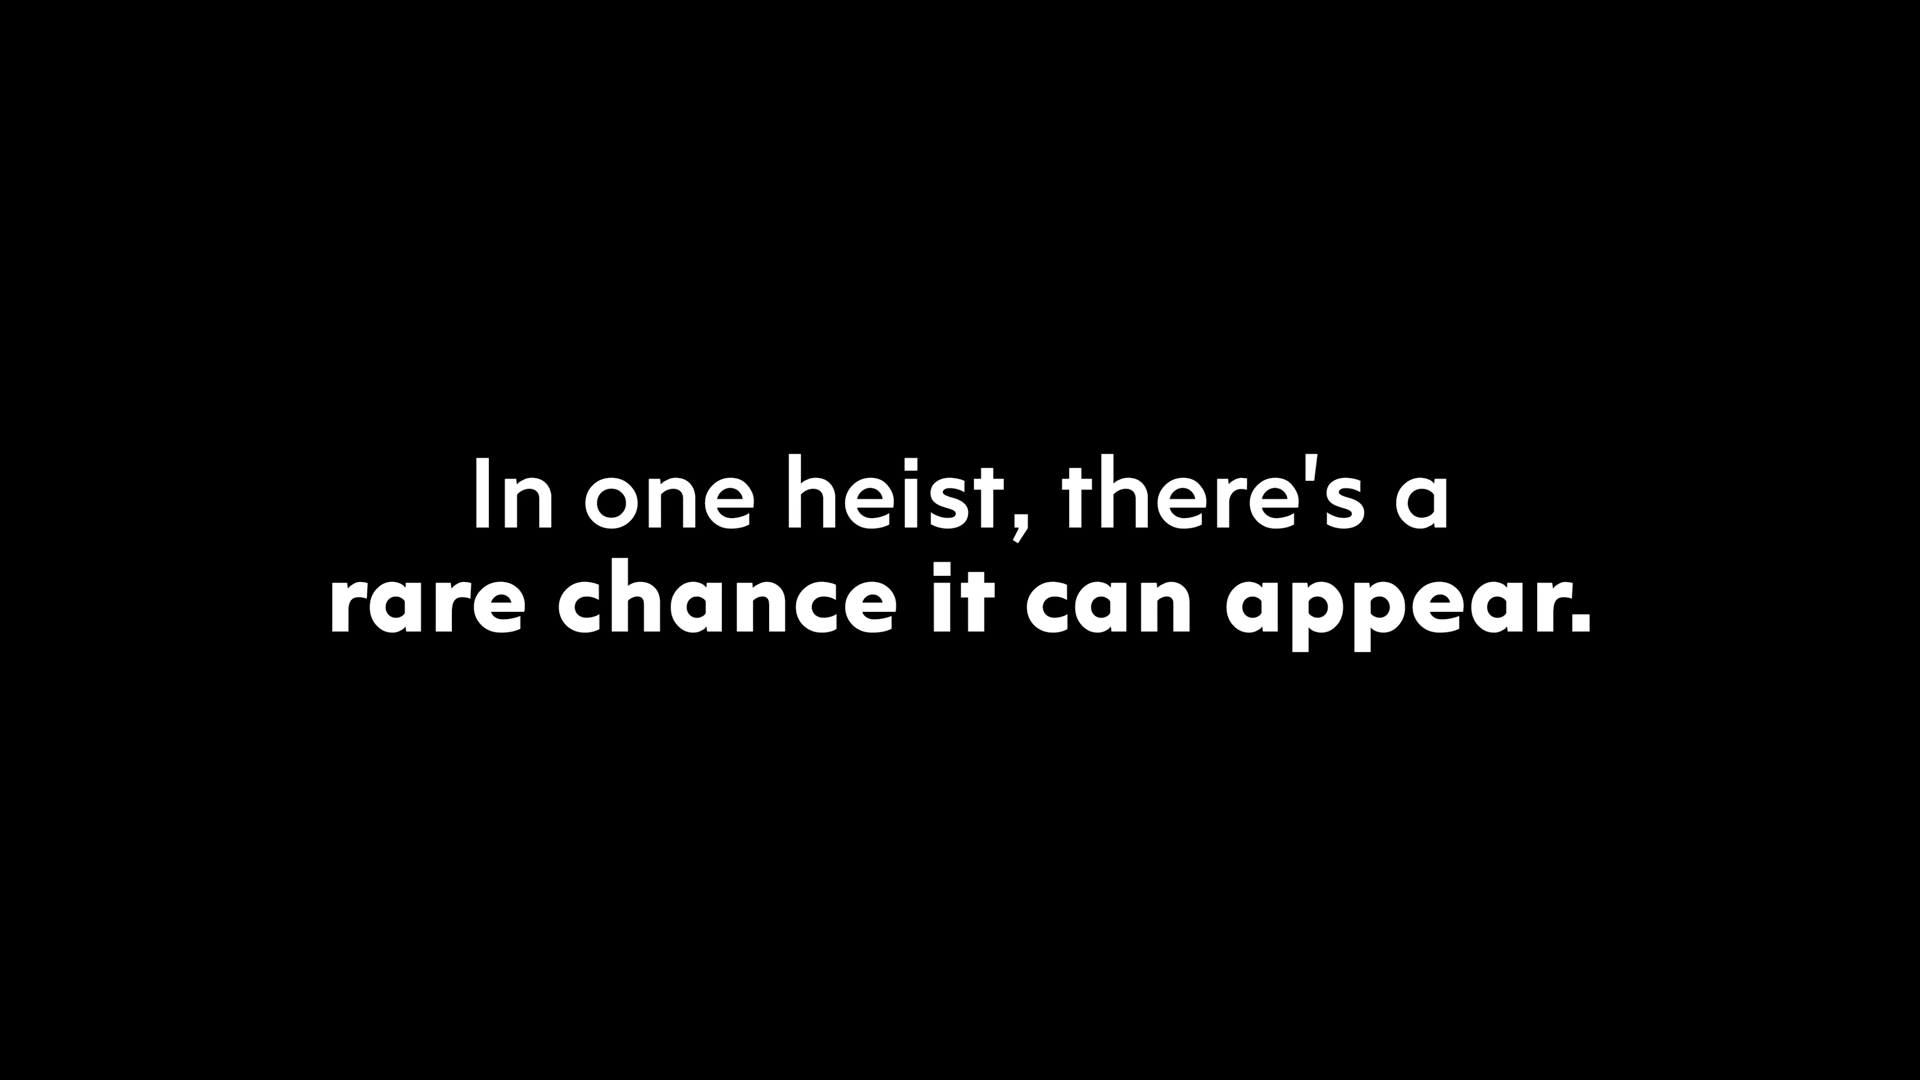 In one heist, there's a
rare chance it can appear.